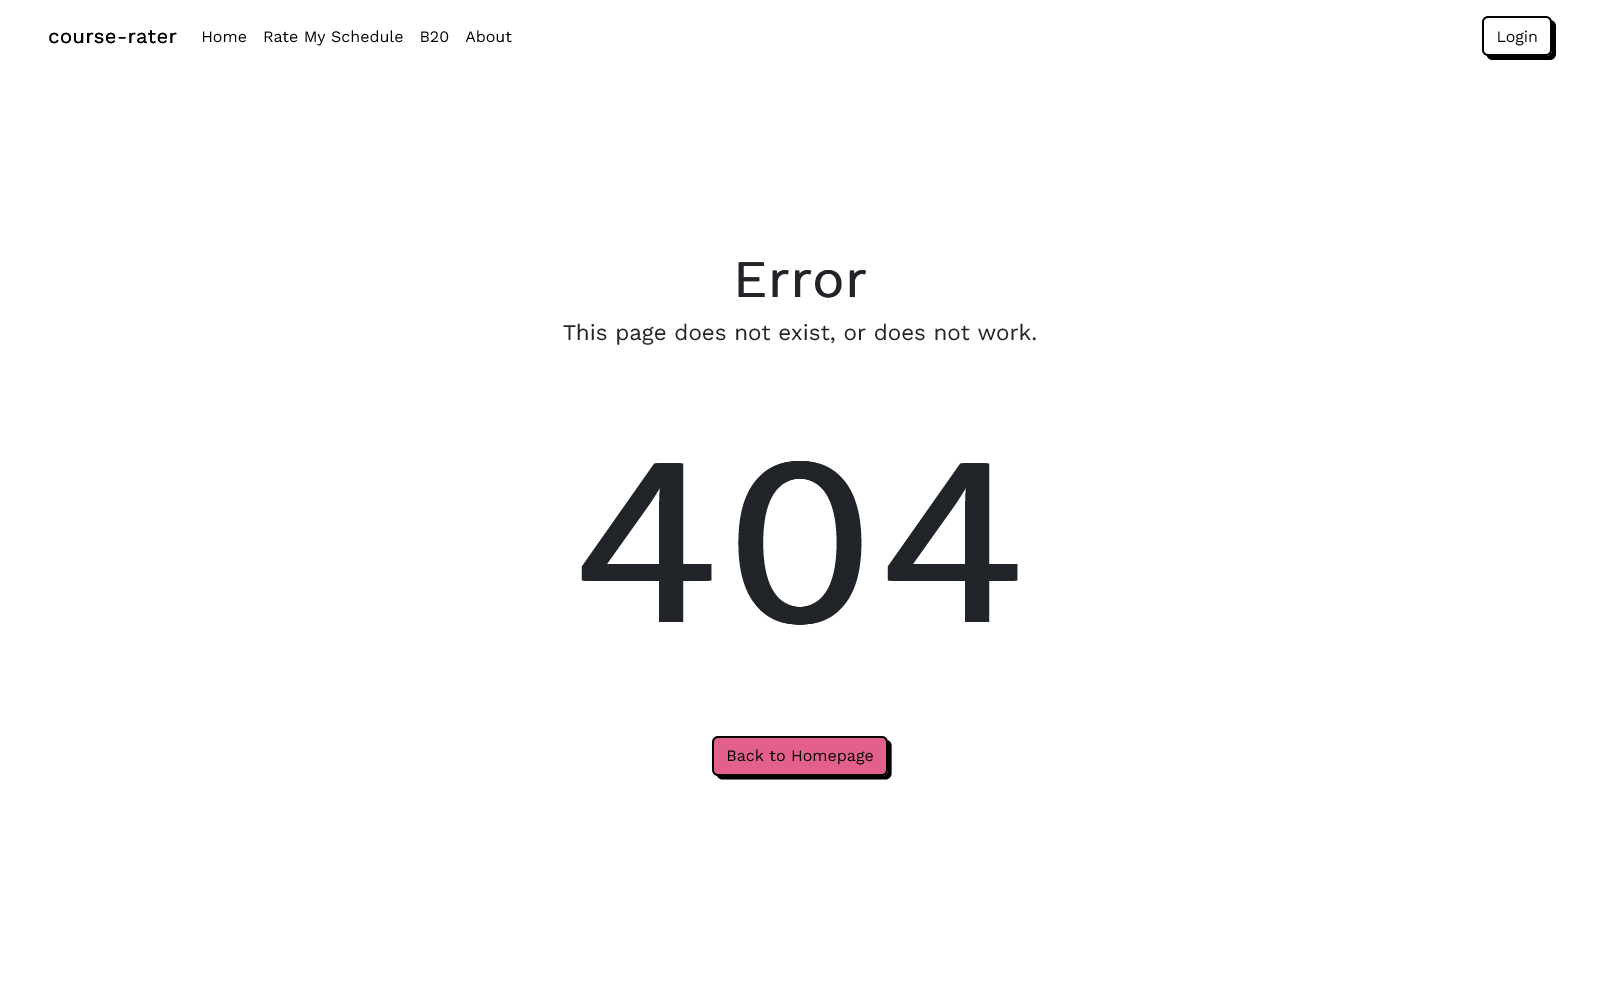 course-rater Home Rate My Schedule B20 About Login
Error
This page does not exist, or does not work.
404
Back to Homepage